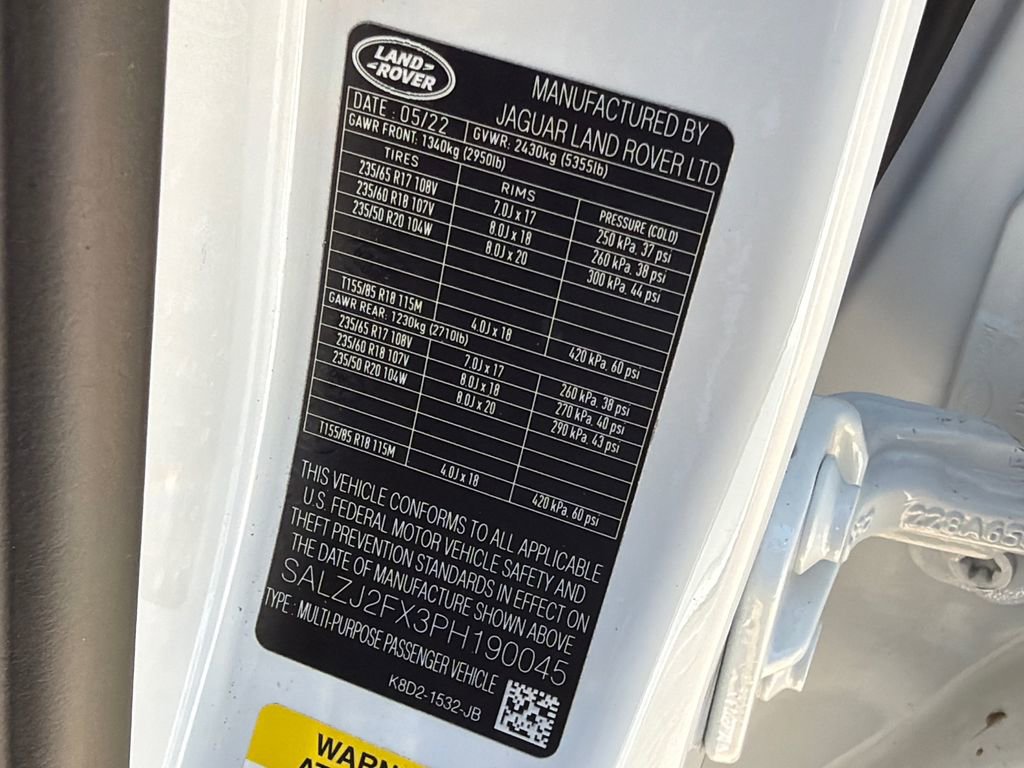 LAND-
-ROVER
MANUFACTURED BY
JAGUAR LAND ROVER LTD
DATE : 05/22 GVWR: 2430kg (5355lb)
GAWR FRONT: 1340kg (2950lb)
TIRES RIMS PRESSURE (COLD)
235/65 R17 108V 7.0J x 17 250 kPa. 37 psi
235/60 R18 107V 8.0J x 18 260 kPa. 38 psi
235/50 R20 104W 8.0J x 20 300 kPa. 44 psi
T155/85 R18 115M 4.0J x 18 420 kPa. 60 psi
GAWR REAR: 1230kg (2710lb)
235/65 R17 108V 7.0J x 17 260 kPa. 38 psi
235/60 R18 107V 8.0J x 18 270 kPa. 40 psi
235/50 R20 104W 8.0J x 20 290 kPa. 43 psi
T155/85 R18 115M 4.0J x 18 420 kPa. 60 psi
THIS VEHICLE CONFORMS TO ALL APPLICABLE
U.S. FEDERAL MOTOR VEHICLE SAFETY AND
THEFT PREVENTION STANDARDS IN EFFECT ON
THE DATE OF MANUFACTURE SHOWN ABOVE
SALZJ2FX3PH190045
TYPE : MULTI-PURPOSE PASSENGER VEHICLE
K8D2-1532-JB